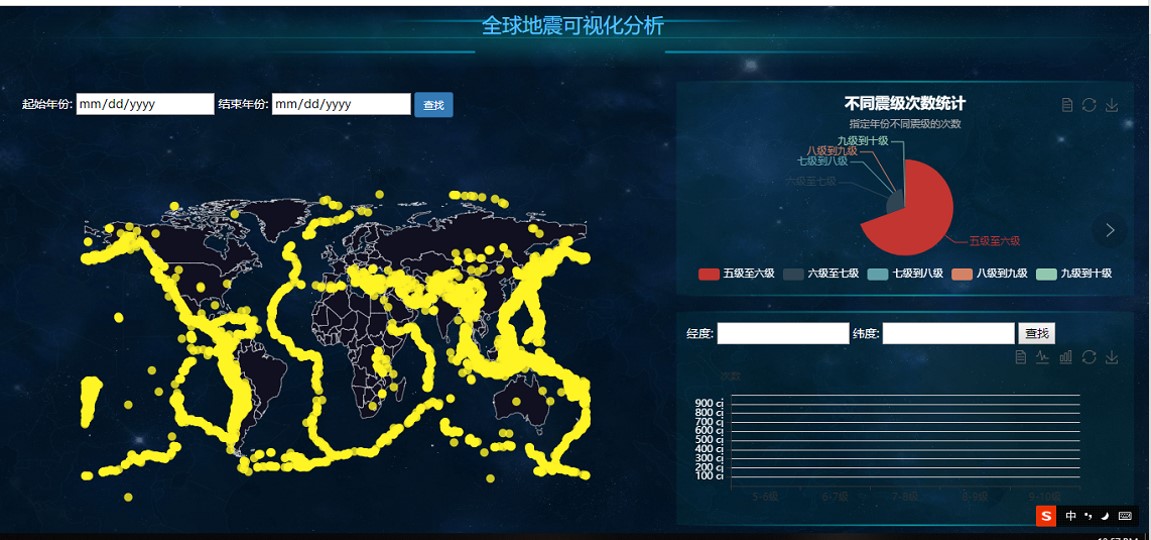 全球地震可视化分析
起始年份: mm/dd/yyyy 结束年份: mm/dd/yyyy 查找
不同震级次数统计
指定年份不同震级的次数
九级到十级
八级到九级
七级到八级
六级至七级
五级至六级
五级至六级 六级至七级 七级到八级 八级到九级 九级到十级
经度: 纬度: 查找
次数
900 ci
800 ci
700 ci
600 ci
500 ci
400 ci
300 ci
200 ci
100 ci
5-6级 6-7级 7-8级 8-9级 9-10级
S 中